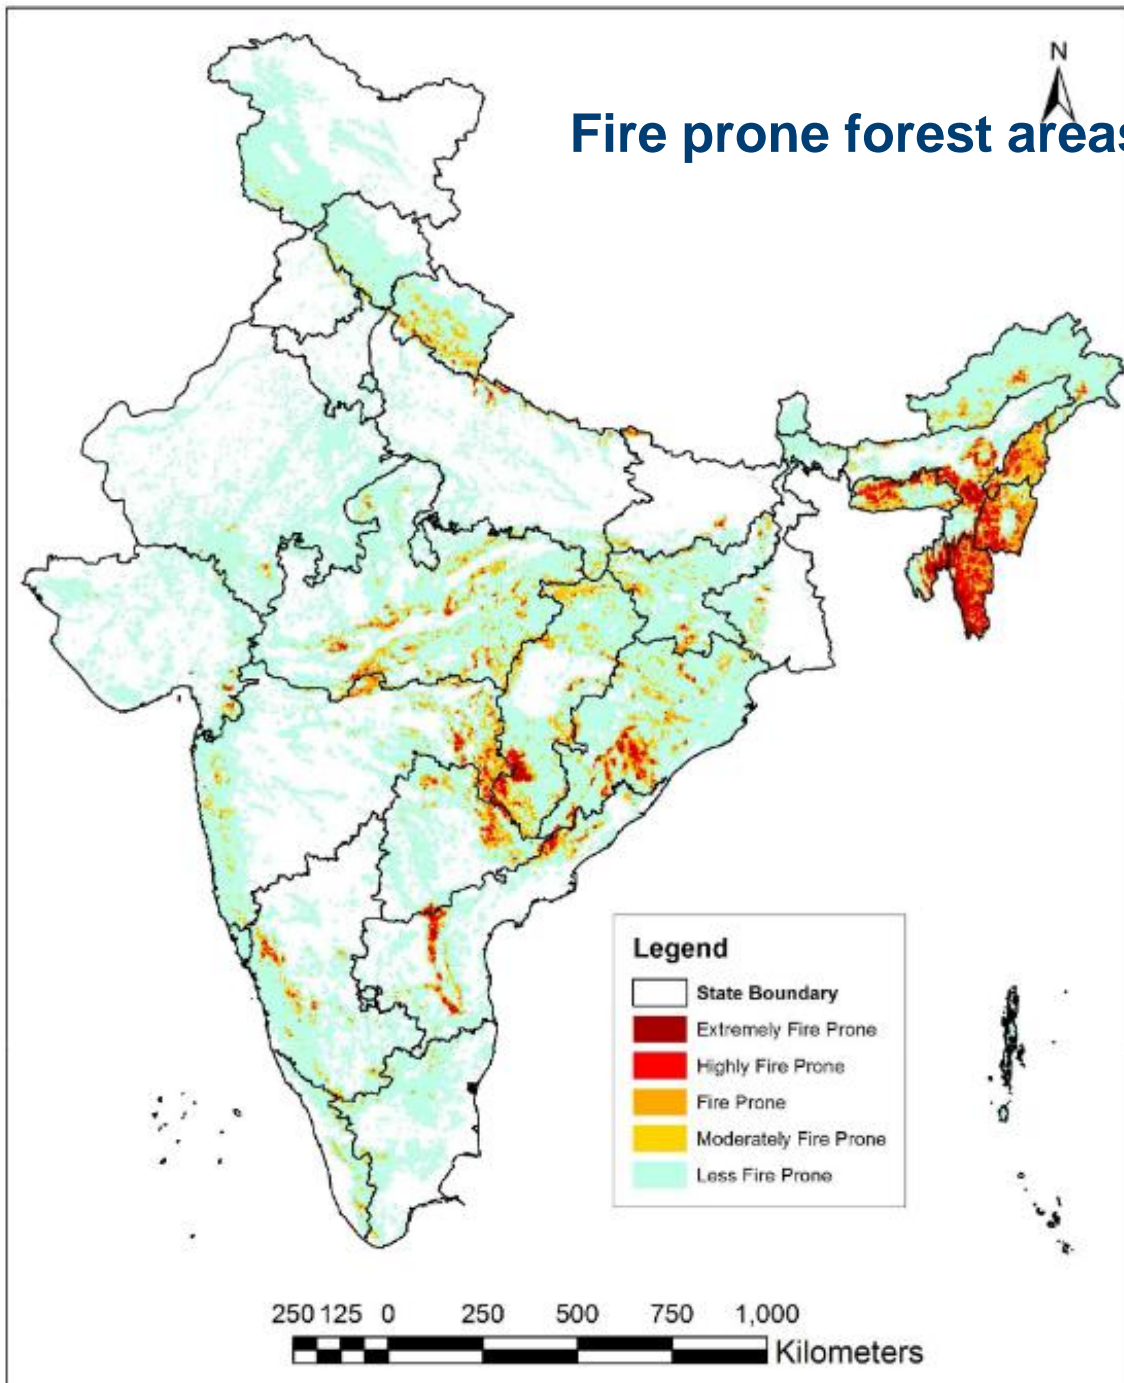 N
Fire prone forest areas
Legend
State Boundary
Extremely Fire Prone
Highly Fire Prone
Fire Prone
Moderately Fire Prone
Less Fire Prone
250 125 0 250 500 750 1,000
Kilometers